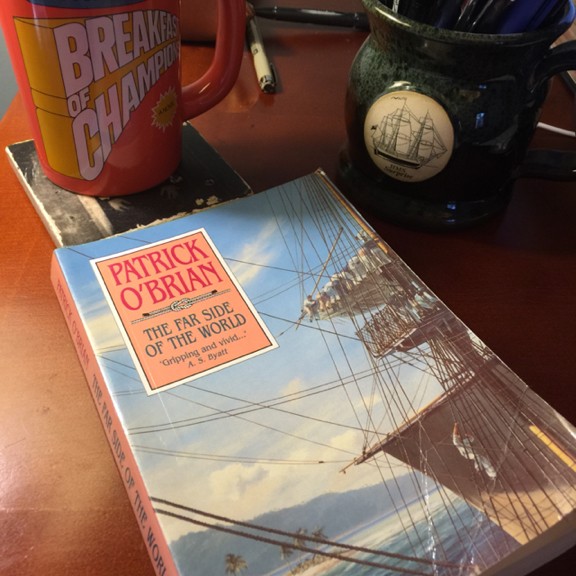 BREAKFAST
OF
CHAMPIONS
PATRICK
O'BRIAN
THE FAR SIDE
OF THE WORLD
'Gripping and vivid...'
A. S. Byatt
PATRICK O'BRIAN THE FAR SIDE OF THE WORLD